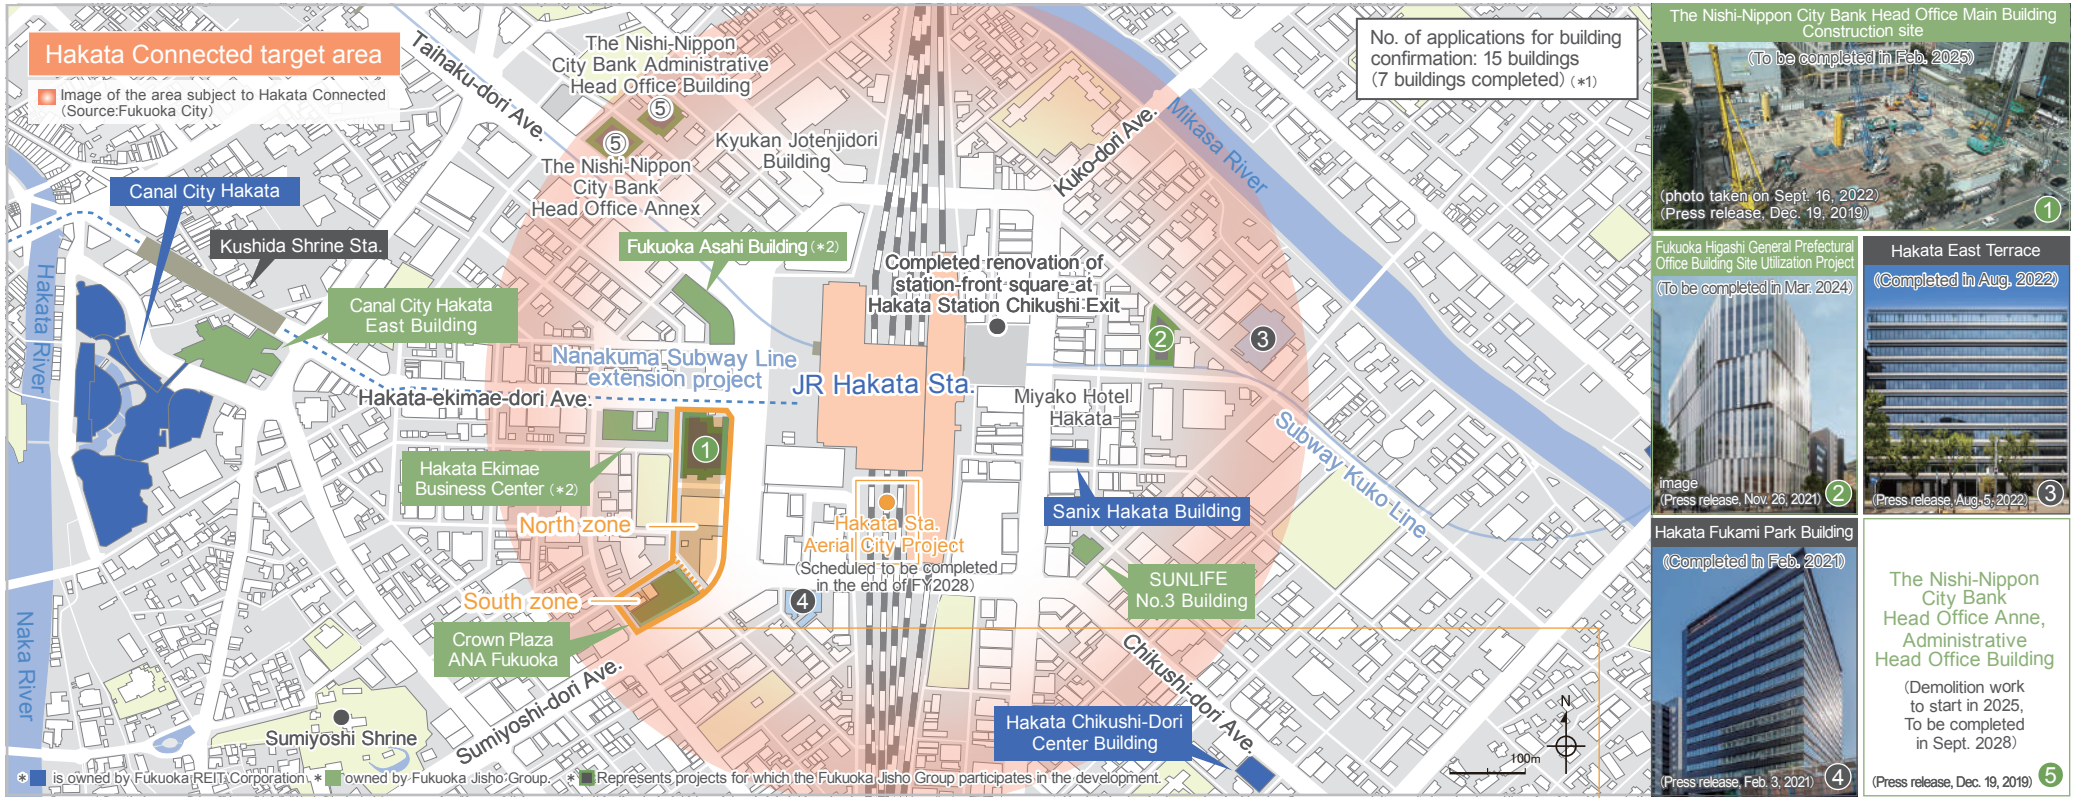 Hakata Connected target area
Image of the area subject to Hakata Connected
(Source:Fukuoka City)
Taihaku-dori Ave.
The Nishi-Nippon
City Bank Administrative
Head Office Building
⑤
⑤
The Nishi-Nippon
City Bank
Head Office Annex
Kyukan Jotenjidori
Building
Kuko-dori Ave.
Mikasa River
No. of applications for building
confirmation: 15 buildings
(7 buildings completed) (*1)
Canal City Hakata
Kushida Shrine Sta.
Hakata River
Canal City Hakata
East Building
Fukuoka Asahi Building (*2)
Completed renovation of
station-front square at
Hakata Station Chikushi Exit
②
③
Nanakuma Subway Line
extension project
Hakata-ekimae-dori Ave.
JR Hakata Sta.
Miyako Hotel
Hakata
Subway Kuko Line
①
Hakata Ekimae
Business Center (*2)
North zone
Hakata Sta.
Aerial City Project
(Scheduled to be completed
in the end of FY2028)
Sanix Hakata Building
SUNLIFE
No.3 Building
South zone
④
Crown Plaza
ANA Fukuoka
Naka River
Sumiyoshi Shrine
Sumiyoshi-dori Ave.
Chikushi-dori Ave.
Hakata Chikushi-Dori
Center Building
N
100m
* is owned by Fukuoka REIT Corporation. * owned by Fukuoka Jisho Group. * Represents projects for which the Fukuoka Jisho Group participates in the development.
The Nishi-Nippon City Bank Head Office Main Building
Construction site
(To be completed in Feb. 2025)
(photo taken on Sept. 16, 2022)
(Press release, Dec. 19, 2019)
①
Fukuoka Higashi General Prefectural
Office Building Site Utilization Project
(To be completed in Mar. 2024)
image
(Press release, Nov. 26, 2021)
②
Hakata East Terrace
(Completed in Aug. 2022)
(Press release, Aug. 5, 2022)
③
Hakata Fukami Park Building
(Completed in Feb. 2021)
(Press release, Feb. 3, 2021)
④
The Nishi-Nippon
City Bank
Head Office Anne,
Administrative
Head Office Building
(Demolition work
to start in 2025,
To be completed
in Sept. 2028)
(Press release, Dec. 19, 2019)
⑤